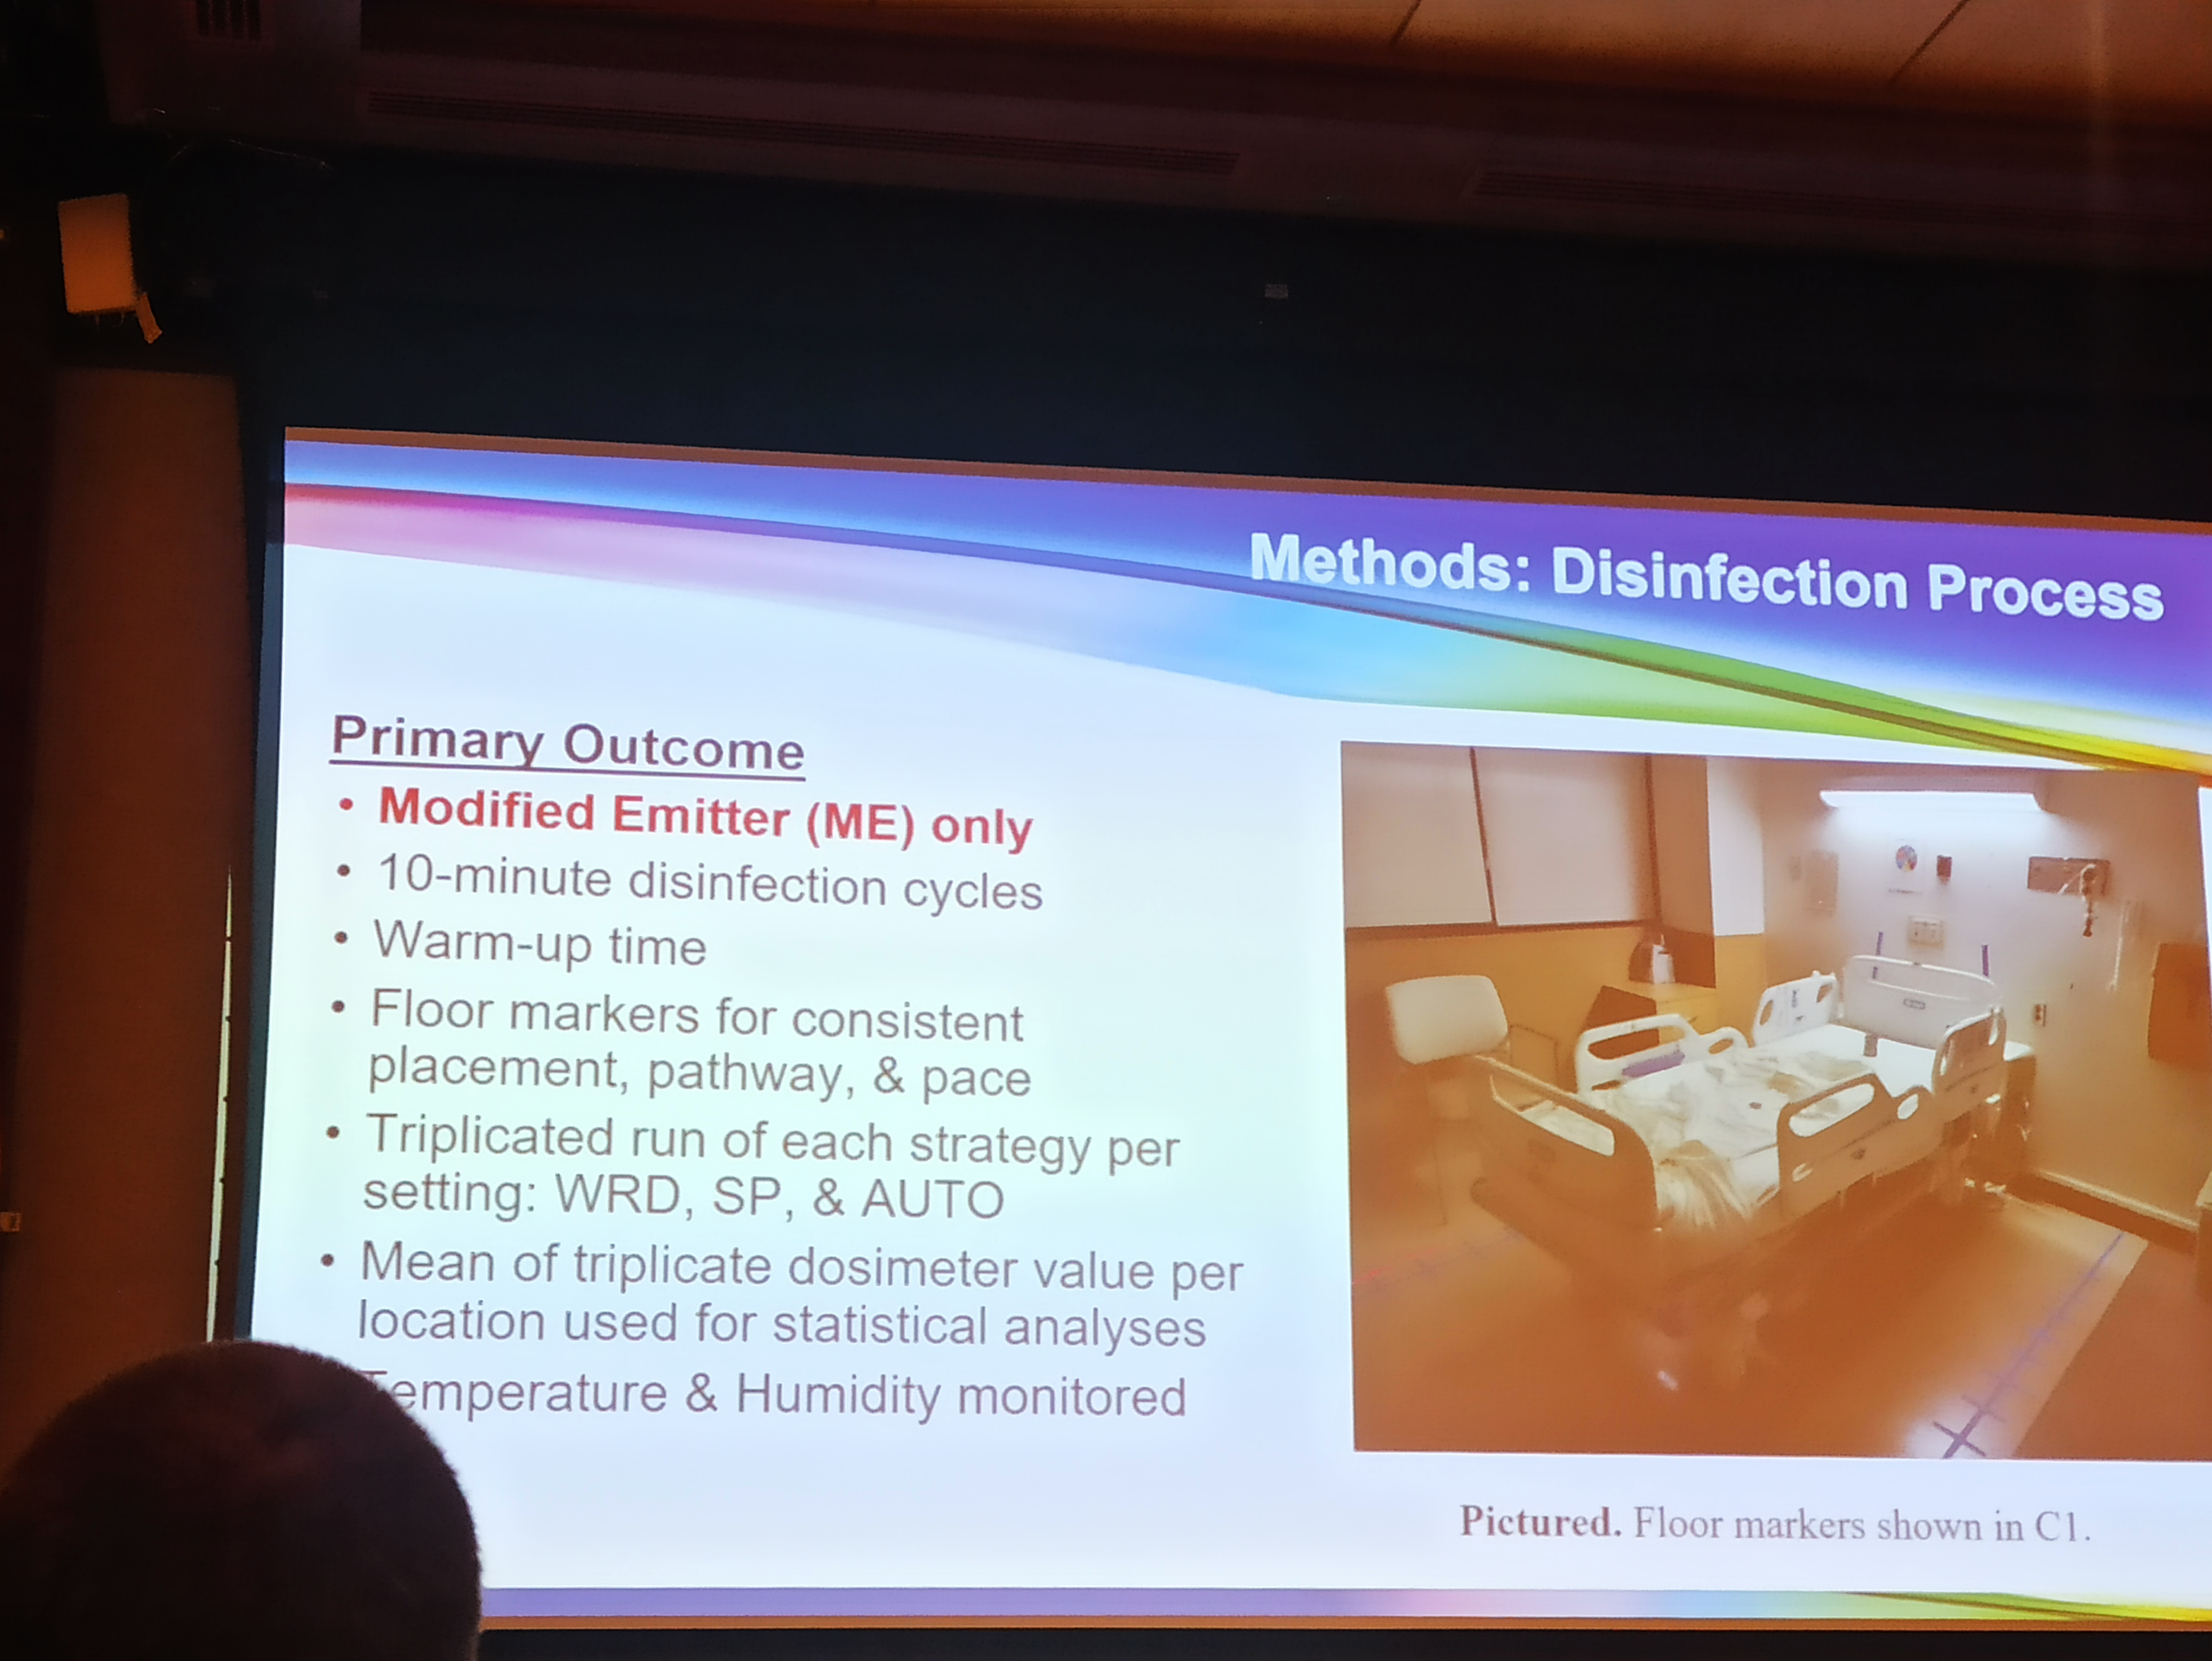 Methods: Disinfection Process
Primary Outcome
• Modified Emitter (ME) only
• 10-minute disinfection cycles
• Warm-up time
• Floor markers for consistent
placement, pathway, & pace
• Triplicated run of each strategy per
setting: WRD, SP, & AUTO
• Mean of triplicate dosimeter value per
location used for statistical analyses
Temperature & Humidity monitored
Pictured. Floor markers shown in C1.